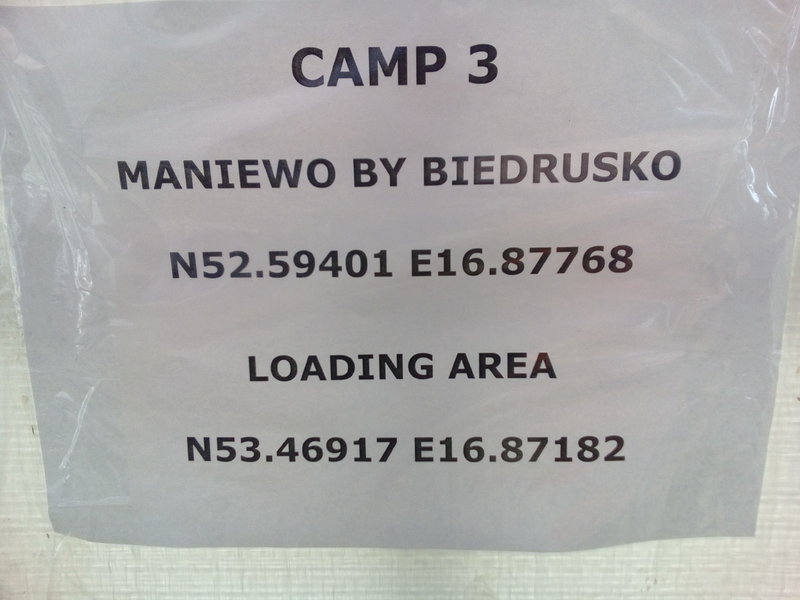 CAMP 3
MANIEWO BY BIEDRUSKO
N52.59401 E16.87768
LOADING AREA
N53.46917 E16.87182